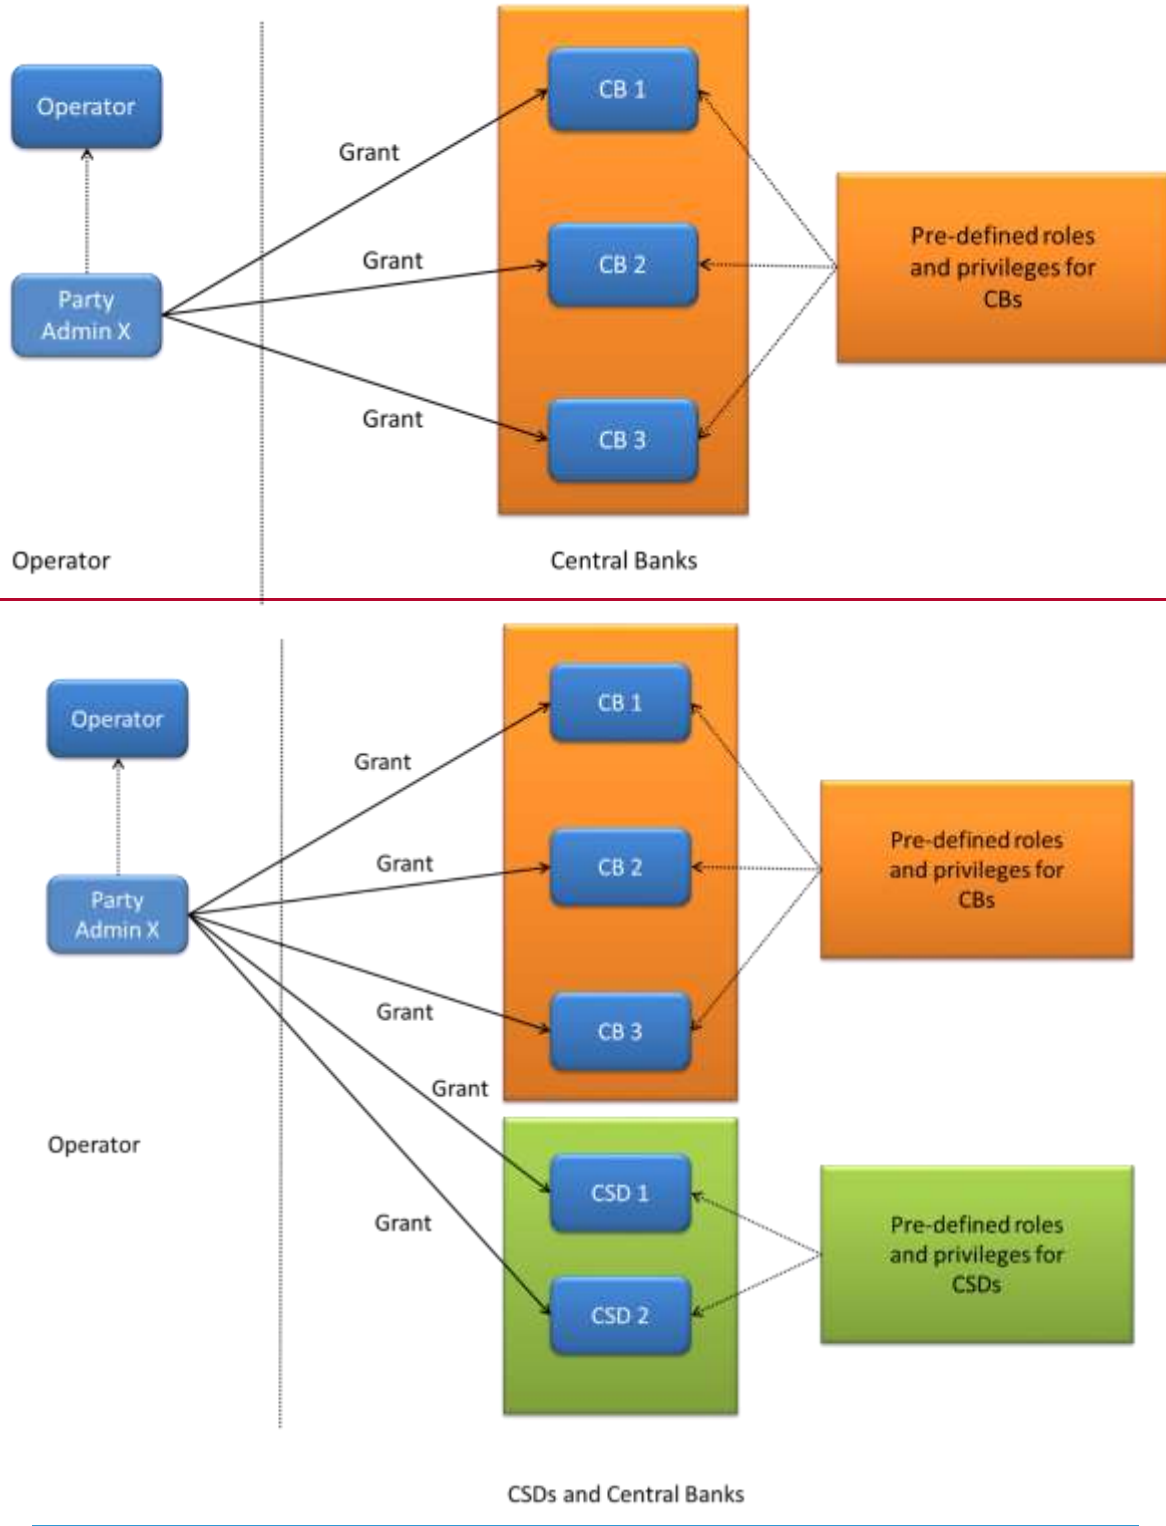 CB 1
Operator
Grant
Pre-defined roles
and privileges for
CBs
Grant
CB 2
Party
Admin X
Grant
CB 3
Operator
Central Banks
CB 1
Operator
Grant
Pre-defined roles
and privileges for
CBs
Grant
CB 2
Party
Admin X
Grant
CB 3
Grant
Operator
CSD 1
Grant
Pre-defined roles
and privileges for
CSDs
CSD 2
CSDs and Central Banks